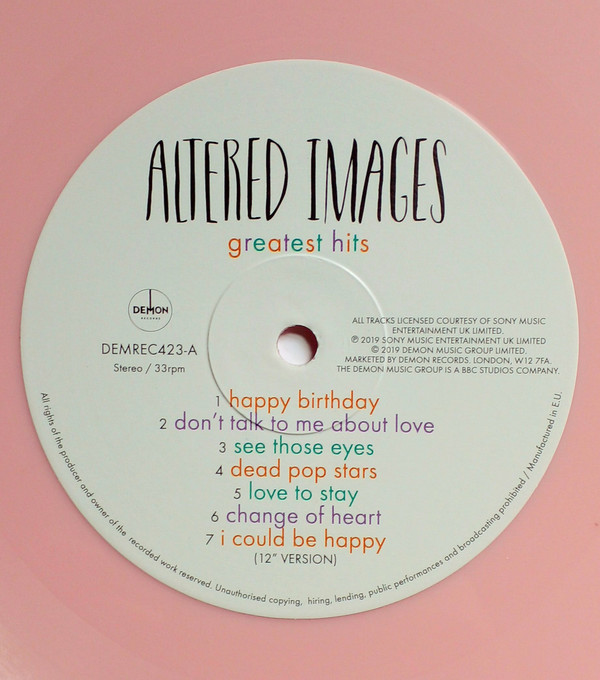 ALTERED IMAGES
greatest hits
DEMON
RECORDS
DEMREC423-A
Stereo / 33rpm
ALL TRACKS LICENSED COURTESY OF SONY MUSIC
ENTERTAINMENT UK LIMITED.
℗ 2019 SONY MUSIC ENTERTAINMENT UK LIMITED
© 2019 DEMON MUSIC GROUP LIMITED.
MARKETED BY DEMON RECORDS, LONDON, W12 7FA.
THE DEMON MUSIC GROUP IS A BBC STUDIOS COMPANY.
1 happy birthday
2 don't talk to me about love
3 see those eyes
4 dead pop stars
5 love to stay
6 change of heart
7 i could be happy
(12" VERSION)
All rights of the producer and owner of the recorded work reserved. Unauthorised copying, hiring, lending, public performances and broadcasting prohibited / Manufactured in E.U.